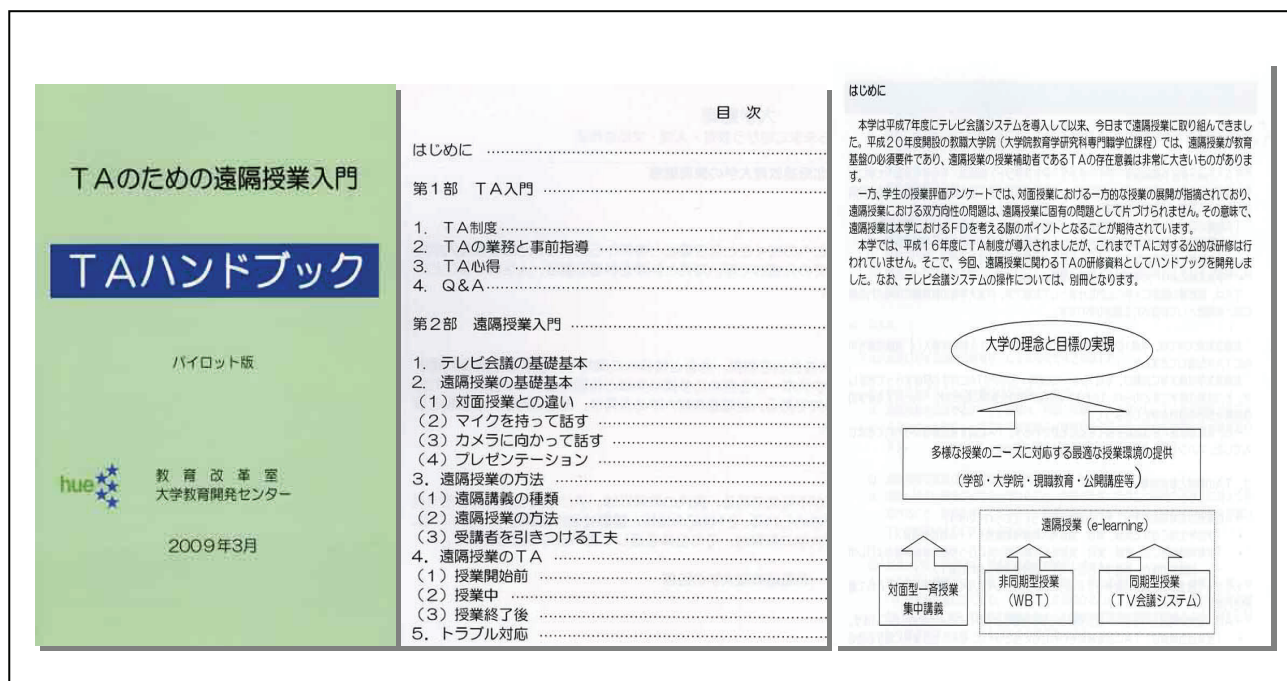 TAのための遠隔授業入門
TAハンドブック
パイロット版
hue
教育改革室
大学教育開発センター
2009年3月
目 次
はじめに ……………………
第1部 TA入門 ……………………
1. TA制度 ……………………
2. TAの業務と事前指導 ……………………
3. TA心得 ……………………
4. Q&A ……………………
第2部 遠隔授業入門 ……………………
1. テレビ会議の基礎基本 ……………………
2. 遠隔授業の基礎基本
(1)対面授業との違い ……………………
(2)マイクを持って話す
(3)カメラに向かって話す ……………………
(4)プレゼンテーション ……………………
3. 遠隔授業の方法
(1)遠隔講義の種類 ……………………
(2)遠隔授業の方法 ……………………
(3)受講者を引きつける工夫 ……………………
4. 遠隔授業のTA
(1)授業開始前 ……………………
(2)授業中 ……………………
(3)授業終了後 ……………………
5. トラブル対応 ……………………
はじめに
本学は平成7年度にテレビ会議システムを導入して以来、今日まで遠隔授業に取り組んできまし
た。平成20年度開設の教職大学院(大学院教育学研究科専門職学位課程)では、遠隔授業が教育
基盤の必須要件であり、遠隔授業の授業補助者であるTAの存在意義は非常に大きいものがありま
す。
一方、学生の授業評価アンケートでは、対面授業における一方的な授業の展開が指摘されており、
遠隔授業における双方向性の問題は、遠隔授業に固有の問題として片づけられません。その意味で、
遠隔授業は本学におけるFDを考える際のポイントとなることが期待されています。
本学では、平成16年度にTA制度が導入されましたが、これまでTAに対する公的な研修は行
われていません。そこで、今回、遠隔授業に関わるTAの研修資料としてハンドブックを開発しま
した。なお、テレビ会議システムの操作については、別冊となります。
大学の理念と目標の実現
多様な授業のニーズに対応する最適な授業環境の提供
(学部・大学院・現職教育・公開講座等)
遠隔授業(e-learning)
対面型一斉授業
集中講義
非同期型授業
(WBT)
同期型授業
(TV会議システム)